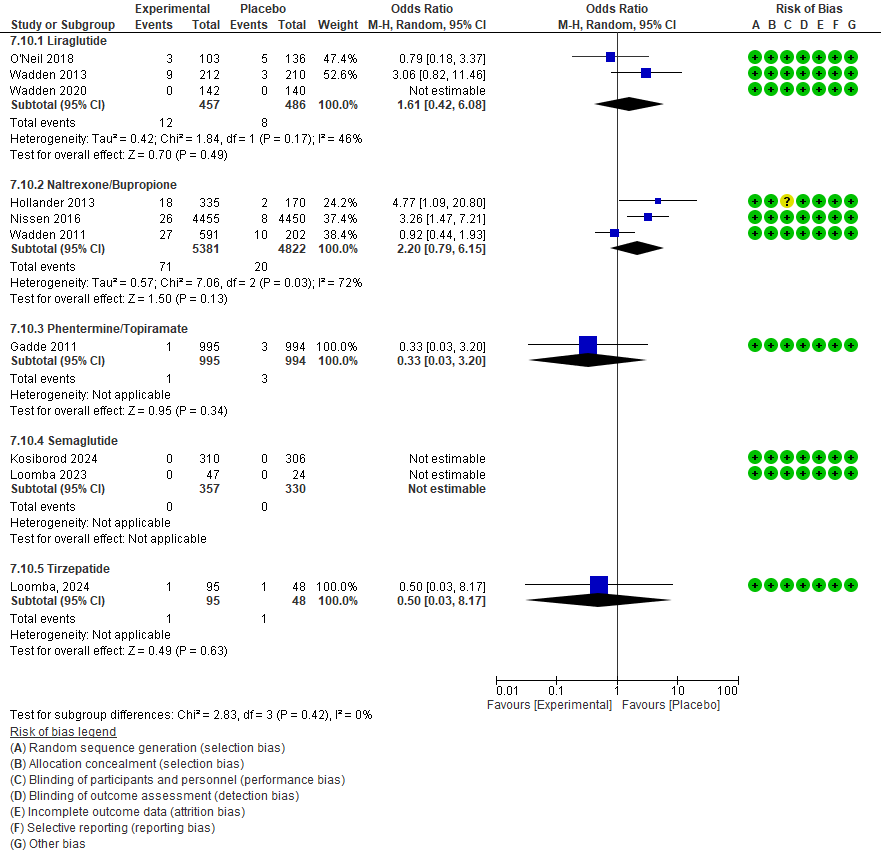 Experimental Placebo Odds Ratio Odds Ratio Risk of Bias
Study or Subgroup Events Total Events Total Weight M-H, Random, 95% CI M-H, Random, 95% CI A B C D E F G
7.10.1 Liraglutide
O'Neil 2018 3 103 5 136 47.4% 0.79 [0.18, 3.37] + + + + + + +
Wadden 2013 9 212 3 210 52.6% 3.06 [0.82, 11.46] + + + + + + +
Wadden 2020 0 142 0 140 Not estimable + + + + + + +
Subtotal (95% CI) 457 486 100.0% 1.61 [0.42, 6.08]
Total events 12 8
Heterogeneity: Tau² = 0.42; Chi² = 1.84, df = 1 (P = 0.17); I² = 46%
Test for overall effect: Z = 0.70 (P = 0.49)
7.10.2 Naltrexone/Bupropione
Hollander 2013 18 335 2 170 24.2% 4.77 [1.09, 20.80] + + ? + + + +
Nissen 2016 26 4455 8 4450 37.4% 3.26 [1.47, 7.21] + + + + + + +
Wadden 2011 27 591 10 202 38.4% 0.92 [0.44, 1.93] + + + + + + +
Subtotal (95% CI) 5381 4822 100.0% 2.20 [0.79, 6.15]
Total events 71 20
Heterogeneity: Tau² = 0.57; Chi² = 7.06, df = 2 (P = 0.03); I² = 72%
Test for overall effect: Z = 1.50 (P = 0.13)
7.10.3 Phentermine/Topiramate
Gadde 2011 1 995 3 994 100.0% 0.33 [0.03, 3.20] + + + + + + +
Subtotal (95% CI) 995 994 100.0% 0.33 [0.03, 3.20]
Total events 1 3
Heterogeneity: Not applicable
Test for overall effect: Z = 0.95 (P = 0.34)
7.10.4 Semaglutide
Kosiborod 2024 0 310 0 306 Not estimable + + + + + + +
Loomba 2023 0 47 0 24 Not estimable + + + + + + +
Subtotal (95% CI) 357 330 Not estimable
Total events 0 0
Heterogeneity: Not applicable
Test for overall effect: Not applicable
7.10.5 Tirzepatide
Loomba, 2024 1 95 1 48 100.0% 0.50 [0.03, 8.17] + + + + + + +
Subtotal (95% CI) 95 48 100.0% 0.50 [0.03, 8.17]
Total events 1 1
Heterogeneity: Not applicable
Test for overall effect: Z = 0.49 (P = 0.63)
0.01 0.1 1 10 100
Favours [Experimental] Favours [Placebo]
Test for subgroup differences: Chi² = 2.83, df = 3 (P = 0.42), I² = 0%
Risk of bias legend
(A) Random sequence generation (selection bias)
(B) Allocation concealment (selection bias)
(C) Blinding of participants and personnel (performance bias)
(D) Blinding of outcome assessment (detection bias)
(E) Incomplete outcome data (attrition bias)
(F) Selective reporting (reporting bias)
(G) Other bias